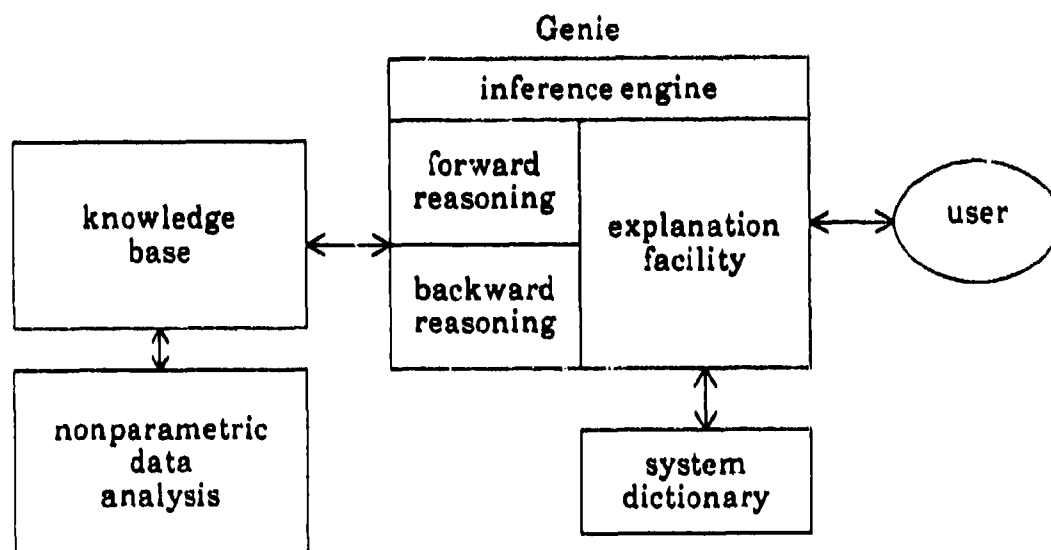 Genie
inference engine
forward
reasoning
backward
reasoning
explanation
facility
knowledge
base
user
nonparametric
data
analysis
system
dictionary